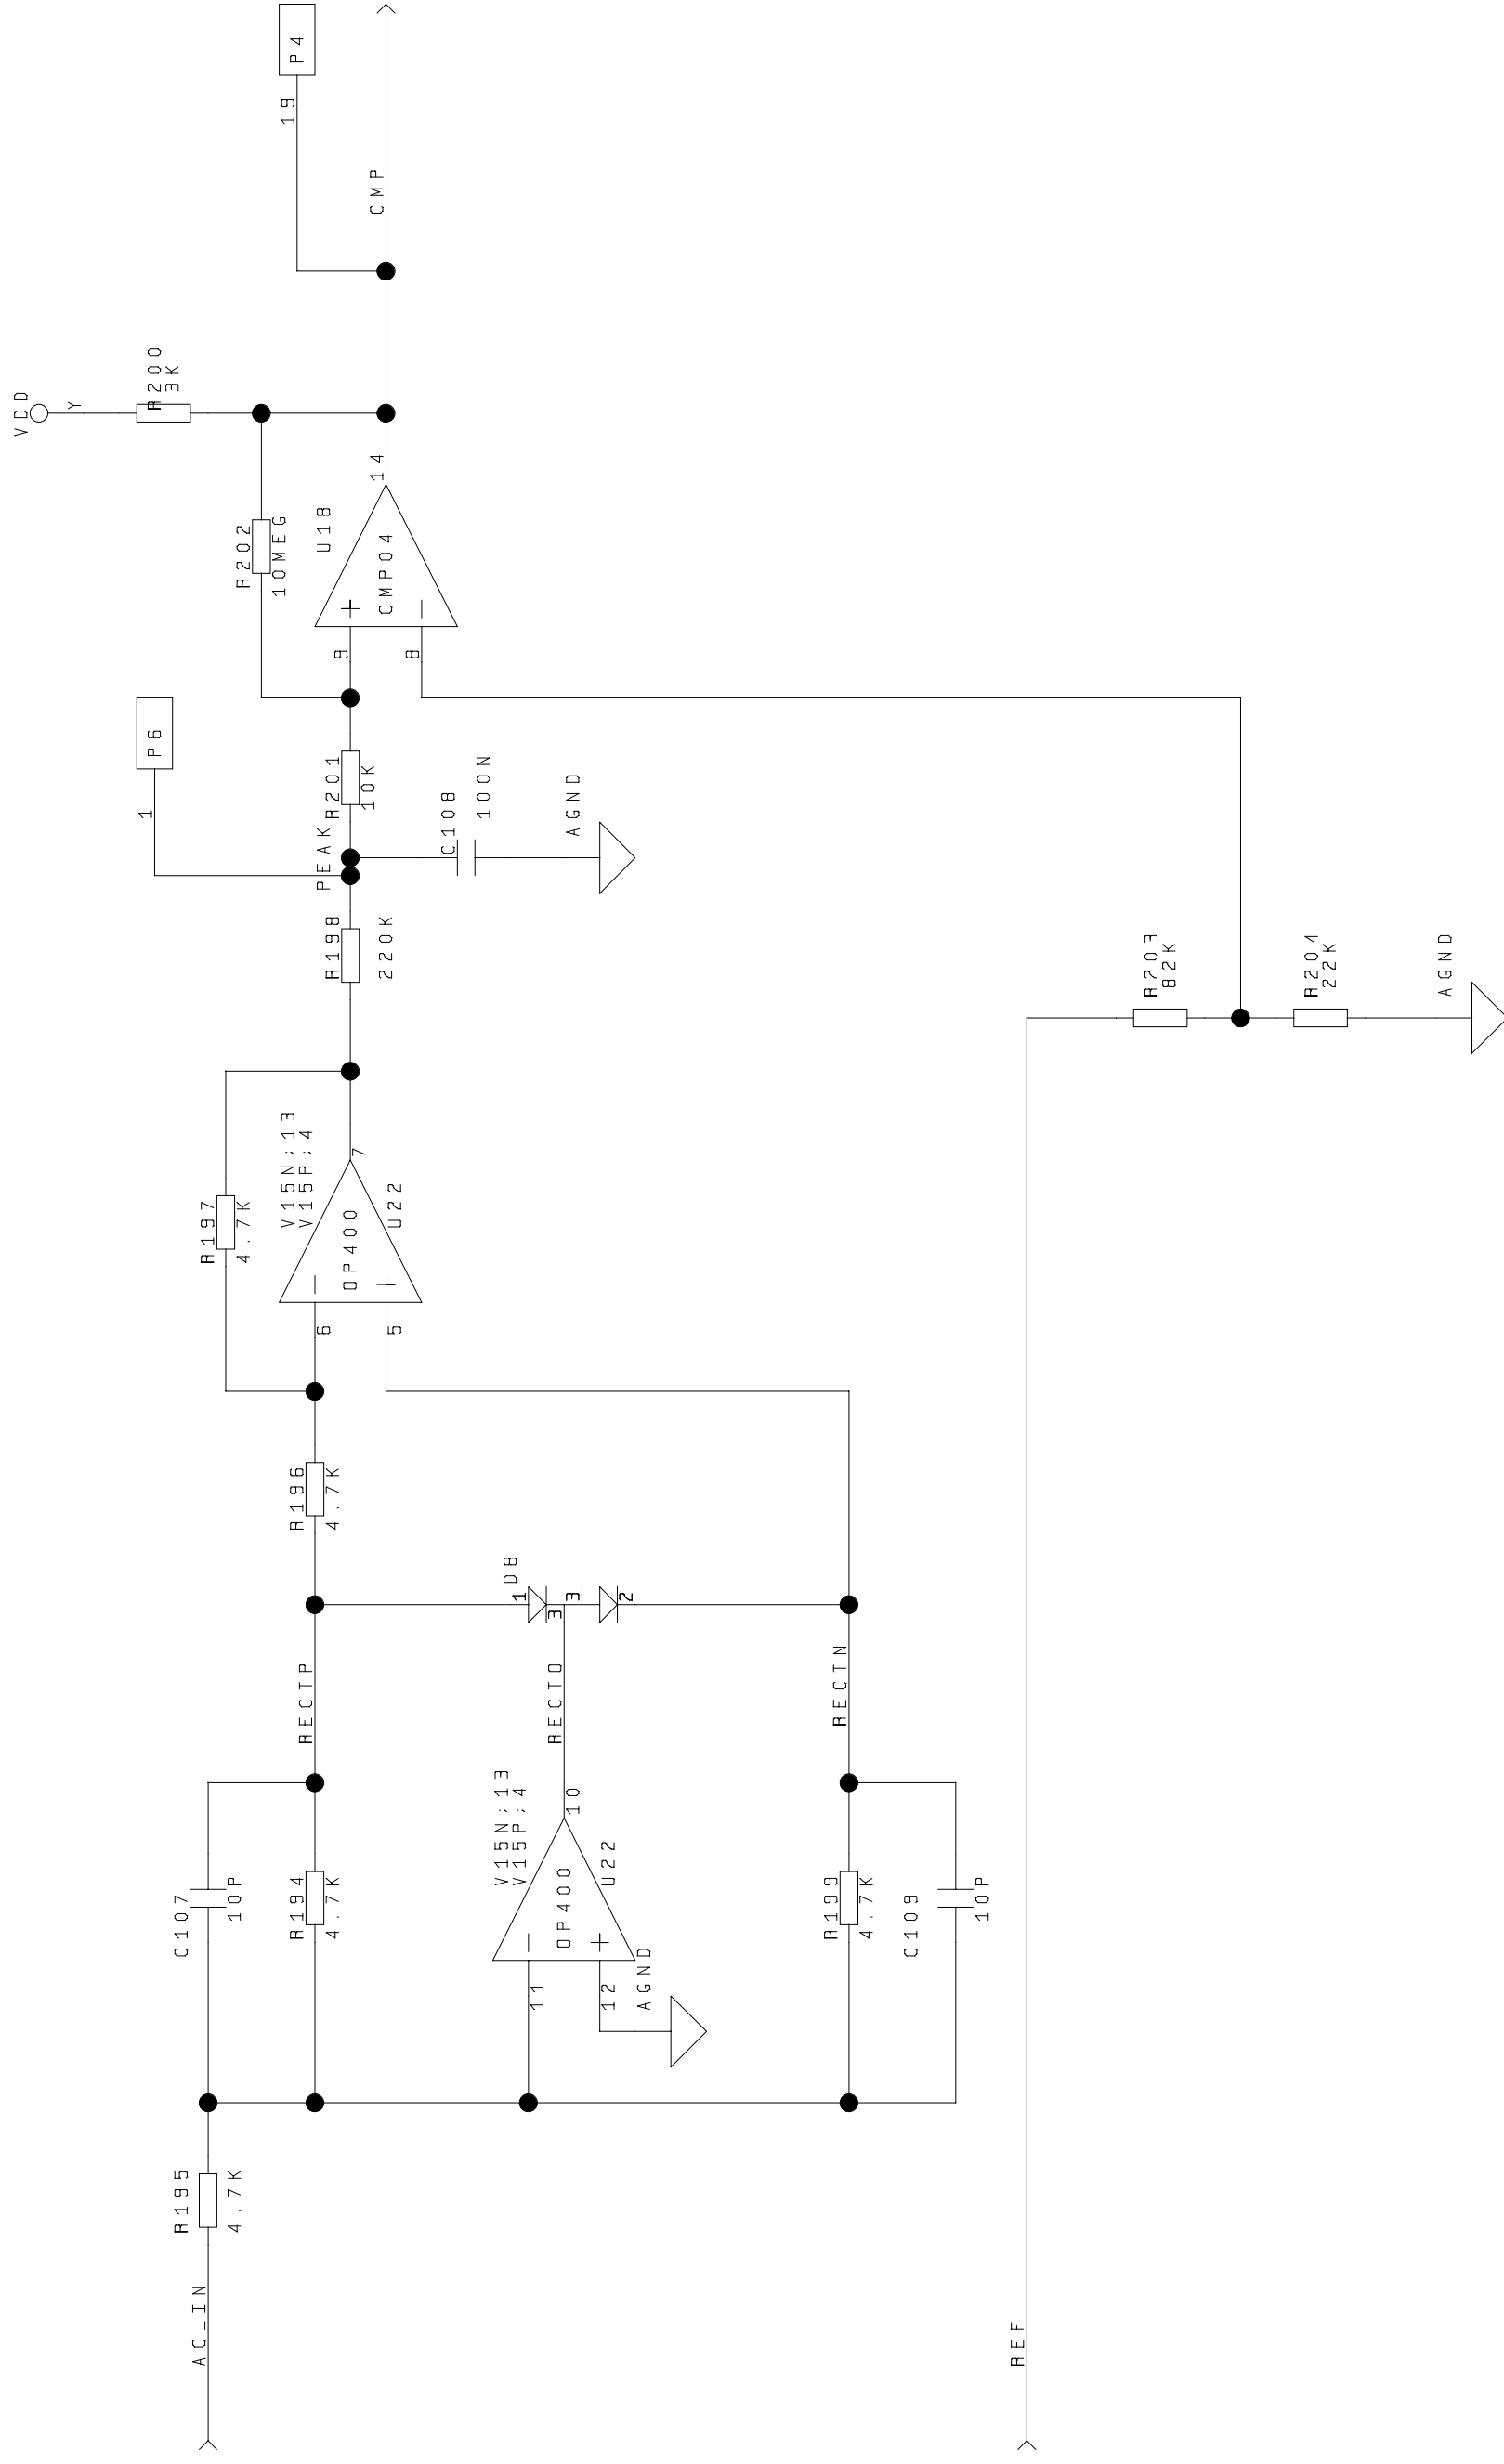 VDD
Y
R200
3K
P4
19
CMP
R202
10MEG
U18
CMP04
14
9
8
P6
1
PEAK
R201
10K
C108
100N
AGND
R198
220K
R203
82K
R204
22K
AGND
R197
4.7K
V15N;13
V15P;4
OP400
U22
7
6
5
R196
4.7K
D8
1
3
3
2
RECTP
RECTO
RECTN
C107
10P
R194
4.7K
V15N;13
V15P;4
OP400
U22
10
11
12
AGND
R199
4.7K
C109
10P
R195
4.7K
AC_IN
REF